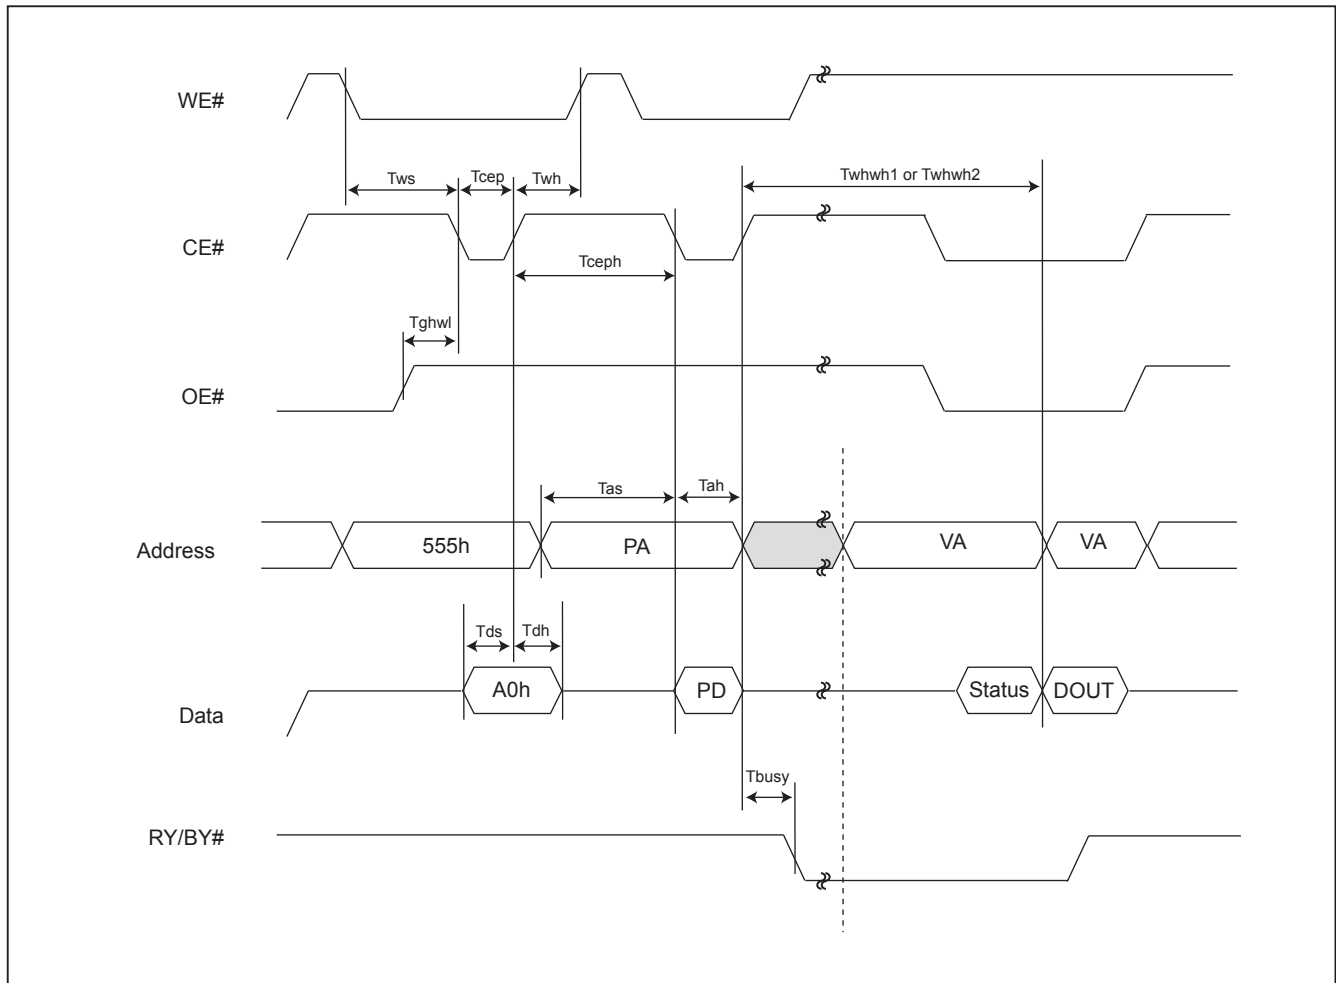 WE#
Tws
Tcep
Twh
Twhwh1 or Twhwh2
CE#
Tceph
Tghwl
OE#
Tas
Tah
Address
555h
PA
VA
VA
Tds
Tdh
Data
A0h
PD
Status
DOUT
Tbusy
RY/BY#